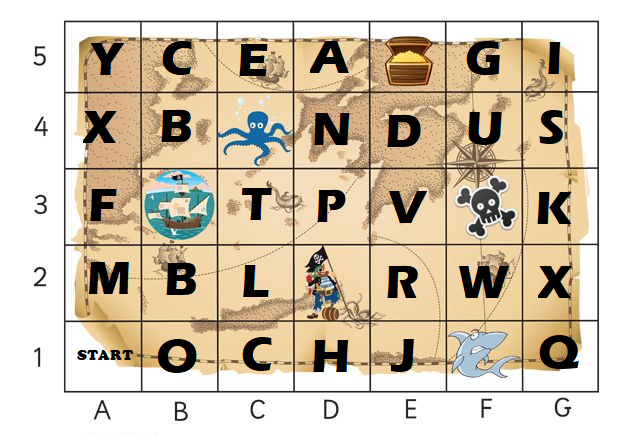 5 Y C E A G I
4 X B N D U S
3 F T P V K
2 M B L R W X
1 START O C H J Q
A B C D E F G